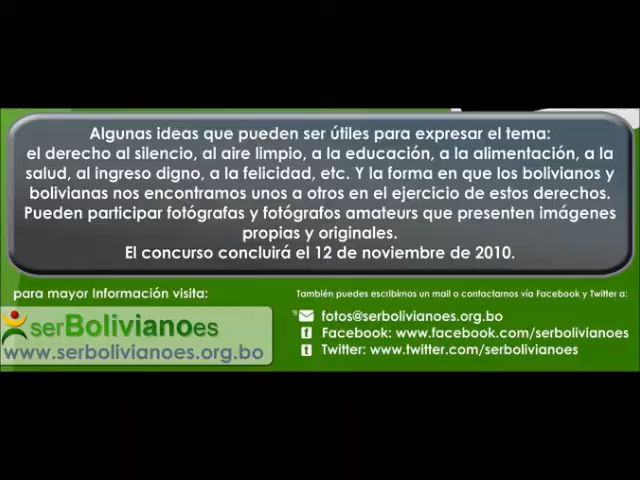 Algunas ideas que pueden ser útiles para expresar el tema:
el derecho al silencio, al aire limpio, a la educación, a la alimentación, a la
salud, al ingreso digno, a la felicidad, etc. Y la forma en que los bolivianos y
bolivianas nos encontramos unos a otros en el ejercicio de estos derechos.
Pueden participar fotógrafas y fotógrafos amateurs que presenten imágenes
propias y originales.
El concurso concluirá el 12 de noviembre de 2010.
para mayor Información visita:
serBolivianoes
www.serbolivianoes.org.bo
También puedes escribirnos un mail o contactarnos vía Facebook y Twitter a:
fotos@serbolivianoes.org.bo
f Facebook: www.facebook.com/serbolivianoes
t Twitter: www.twitter.com/serbolivianoes